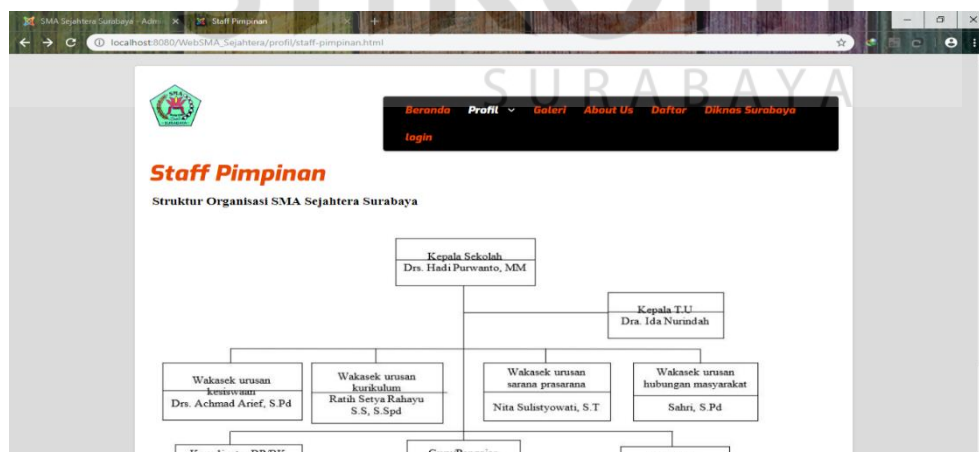 SMA Sejahtera Surabaya - Adm
Staff Pimpinan
localhost:8080/WebSMA_Sejahtera/profil/staff-pimpinan.html
SURABAYA
Beranda Profil Galeri About Us Daftar Diknas Surabaya
login
Staff Pimpinan
Struktur Organisasi SMA Sejahtera Surabaya
Kepala Sekolah
Drs. Hadi Purwanto, MM
Kepala T.U
Dra. Ida Nurindah
Wakasek urusan
kesiswaan
Drs. Achmad Arief, S.Pd
Wakasek urusan
kurikulum
Ratih Setya Rahayu
S.S, S.Spd
Wakasek urusan
sarana prasarana
Nita Sulistyowati, S.T
Wakasek urusan
hubungan masyarakat
Sahri, S.Pd